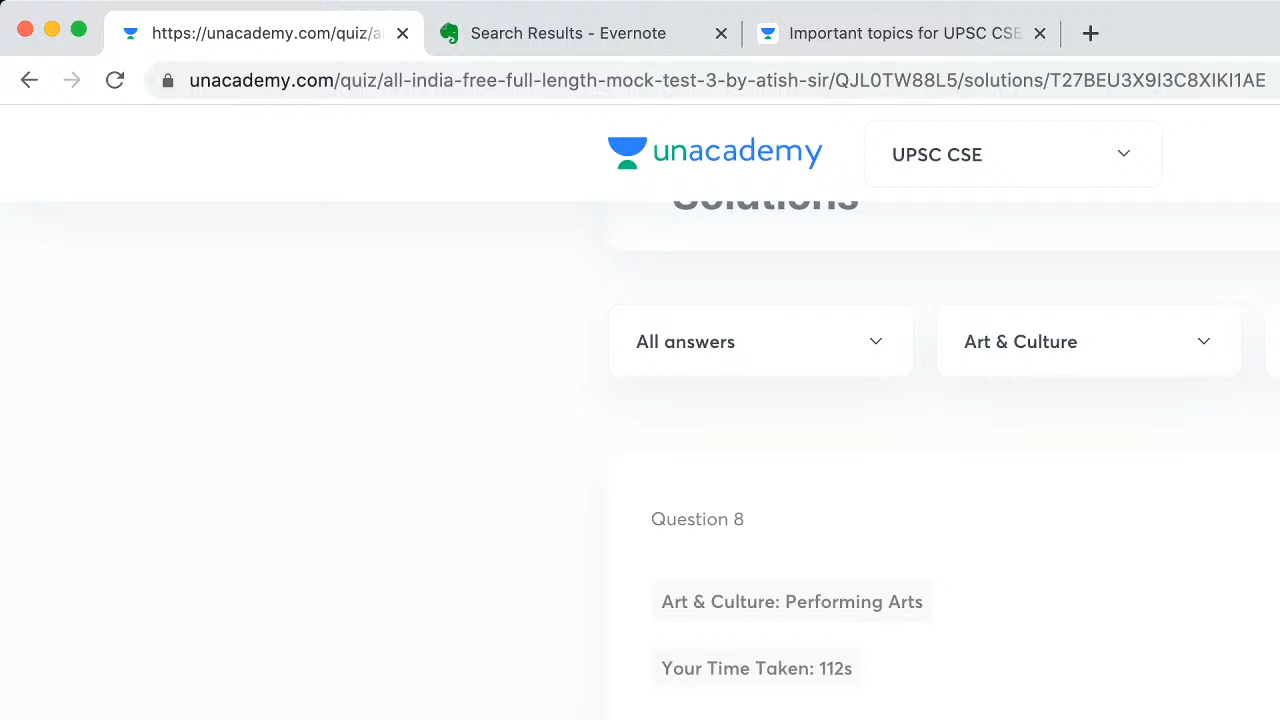 https://unacademy.com/quiz/al
Search Results - Evernote
Important topics for UPSC CSE
unacademy.com/quiz/all-india-free-full-length-mock-test-3-by-atish-sir/QJL0TW88L5/solutions/T27BEU3X9I3C8XIKI1AE
unacademy
UPSC CSE
Solutions
All answers
Art & Culture
Question 8
Art & Culture: Performing Arts
Your Time Taken: 112s